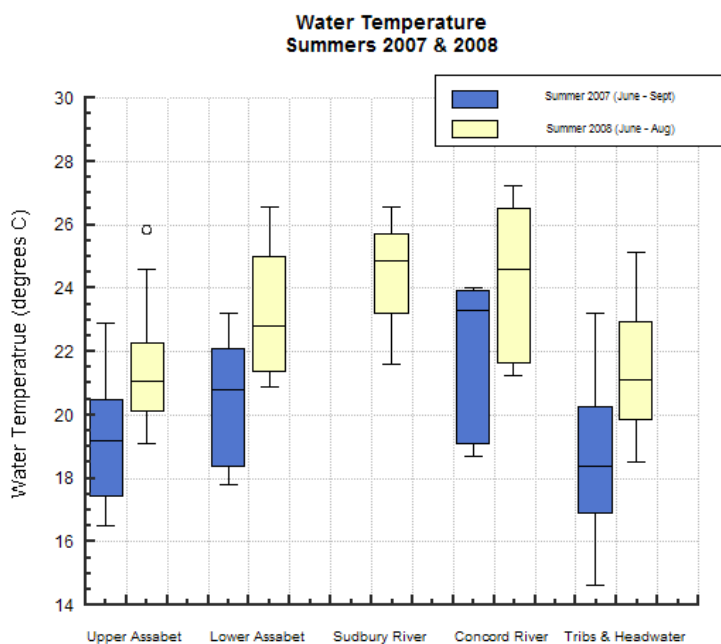 Water Temperature
Summers 2007 & 2008
Summer 2007 (June - Sept)
Summer 2008 (June - Aug)
Water Temperatrue (degrees C)
30
28
26
24
22
20
18
16
14
Upper Assabet Lower Assabet Sudbury River Concord River Tribs & Headwater